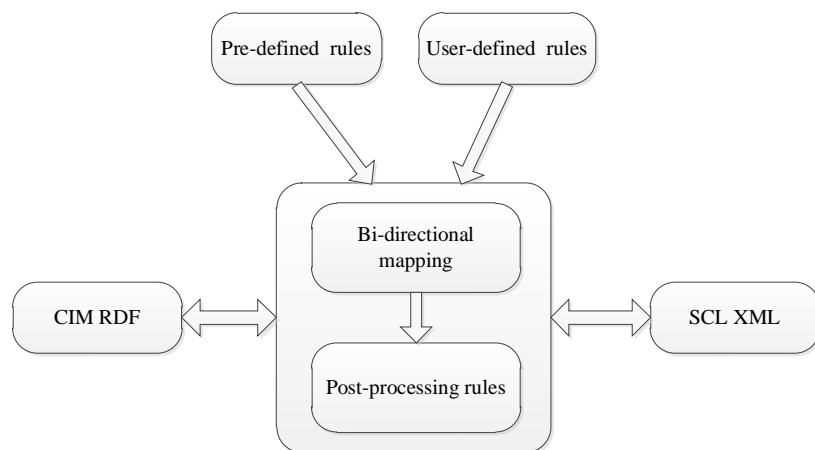 Pre-defined rules
User-defined rules
Bi-directional
mapping
CIM RDF
SCL XML
Post-processing rules